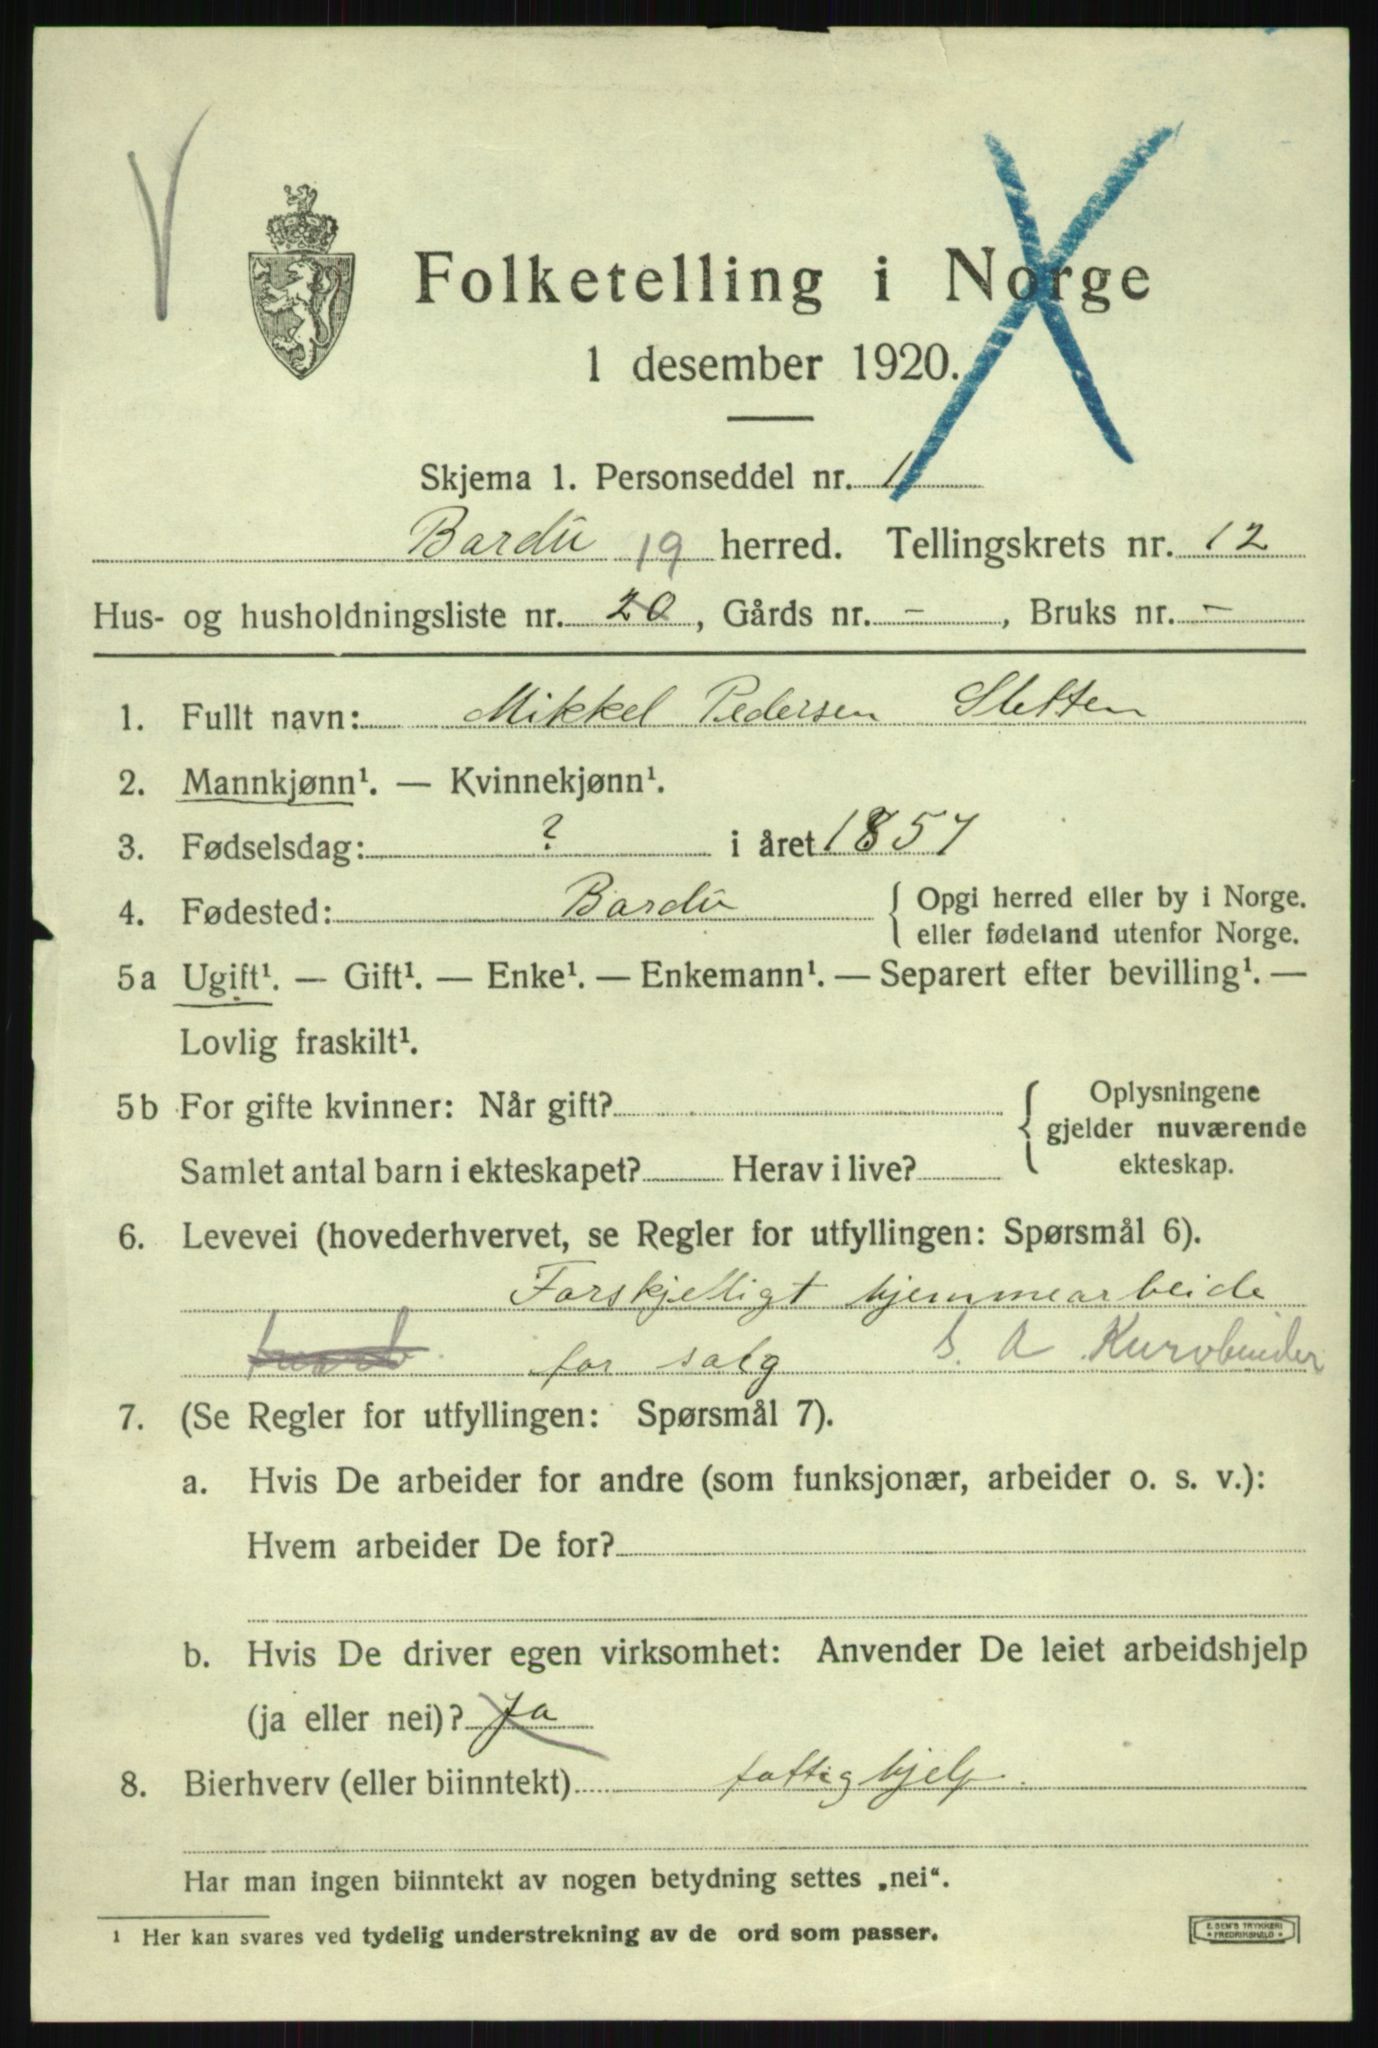 Folketelling i Norge
1 desember 1920.
Skjema 1. Personseddel nr. 1
Bardu 19 herred. Tellingskrets nr. 12
Hus- og husholdningsliste nr. 20, Gårds nr. –, Bruks nr. –
1. Fullt navn: Mikkel Pedersen Sletten
2. Mannkjønn¹. — Kvinnekjønn¹.
3. Fødselsdag: ? i året 1857
4. Fødested: Bardu { Opgi herred eller by i Norge.
eller fødeland utenfor Norge.
5a Ugift¹. — Gift¹. — Enke¹. — Enkemann¹. — Separert efter bevilling¹. —
Lovlig fraskilt¹.
5b For gifte kvinner: Når gift? { Oplysningene
gjelder nuværende
Samlet antal barn i ekteskapet? Herav i live? ekteskap.
6. Levevei (hovederhvervet, se Regler for utfyllingen: Spørsmål 6).
Forskjelligt hjemmearbeide
for salg S. A Kurvbinder
7. (Se Regler for utfyllingen: Spørsmål 7).
a. Hvis De arbeider for andre (som funksjonær, arbeider o. s. v.):
Hvem arbeider De for?
b. Hvis De driver egen virksomhet: Anvender De leiet arbeidshjelp
(ja eller nei)? Ja
8. Bierhverv (eller biinntekt) fattighjelp.
Har man ingen biinntekt av nogen betydning settes „nei“.
¹ Her kan svares ved tydelig understrekning av de ord som passer.
E. SEM'S TRYKKERI
FREDRIKSHALD